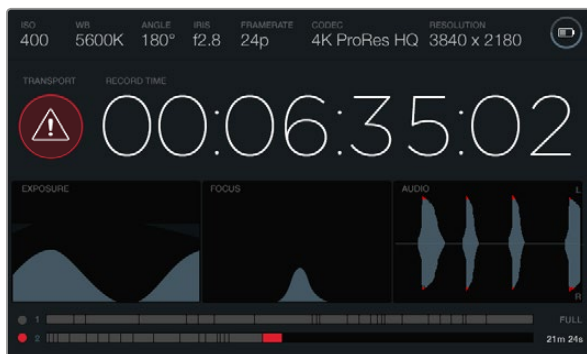 ISO WB ANGLE IRIS FRAMERATE CODEC RESOLUTION
400 5600K 180° f2.8 24p 4K ProRes HQ 3840 x 2180
TRANSPORT RECORD TIME
00:06:35:02
EXPOSURE FOCUS AUDIO L
R
1 FULL
2 21m 24s